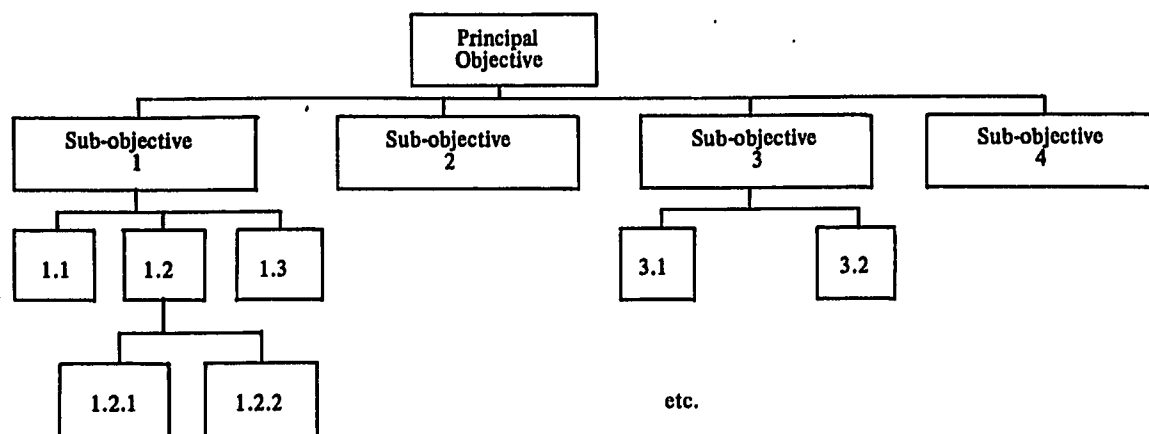 Principal
Objective
Sub-objective
1
Sub-objective
2
Sub-objective
3
Sub-objective
4
1.1
1.2
1.3
3.1
3.2
1.2.1
1.2.2
etc.